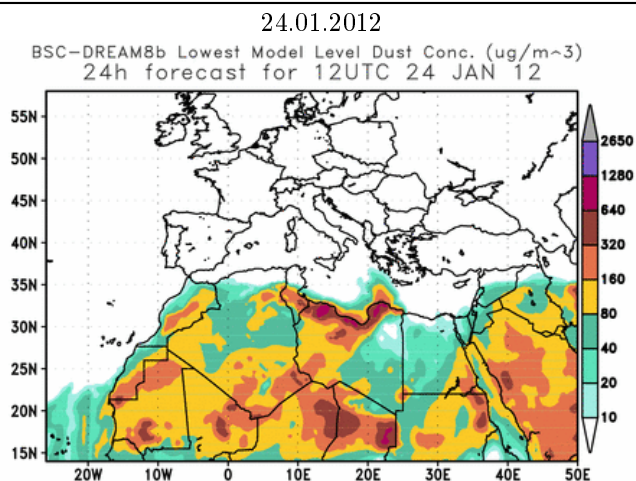 24.01.2012
BSC-DREAM8b Lowest Model Level Dust Conc. (ug/m^3)
24h forecast for 12UTC 24 JAN 12
55N
50N
45N
40N
35N
30N
25N
20N
15N
20W 10W 0 10E 20E 30E 40E 50E
2650
1280
640
320
160
80
40
20
10